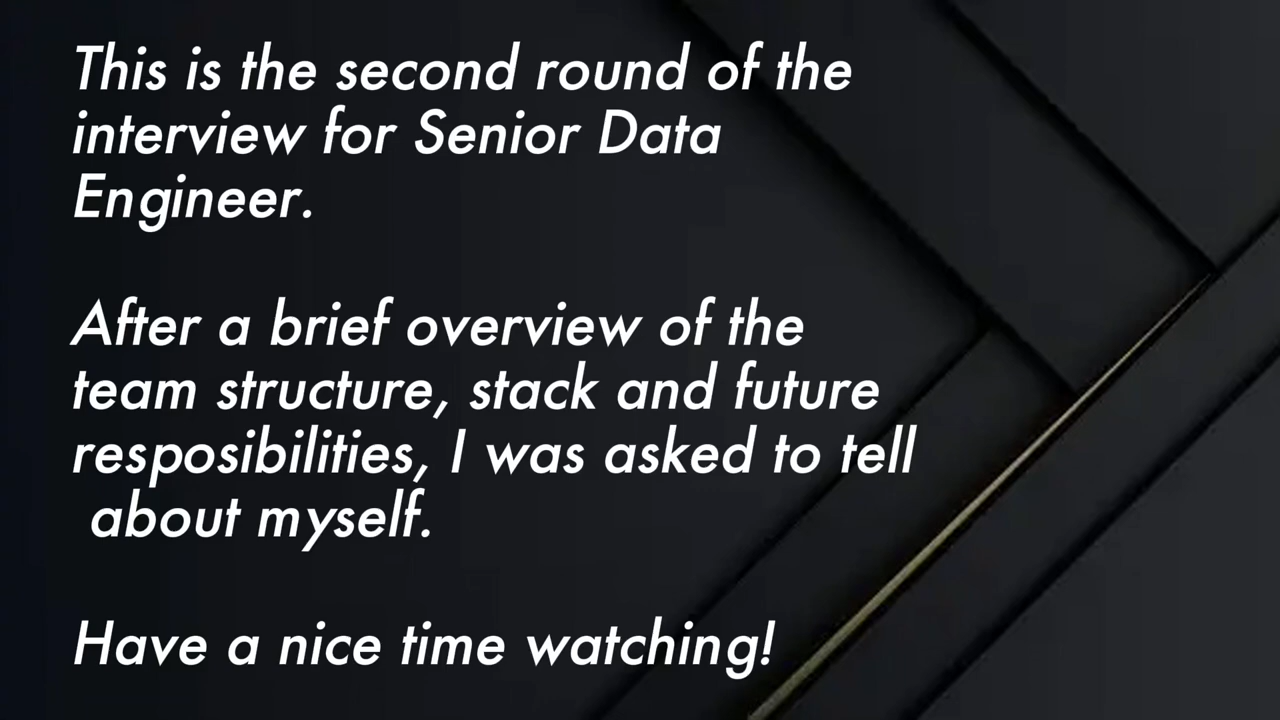 This is the second round of the
interview for Senior Data
Engineer.
After a brief overview of the
team structure, stack and future
resposibilities, I was asked to tell
about myself.
Have a nice time watching!